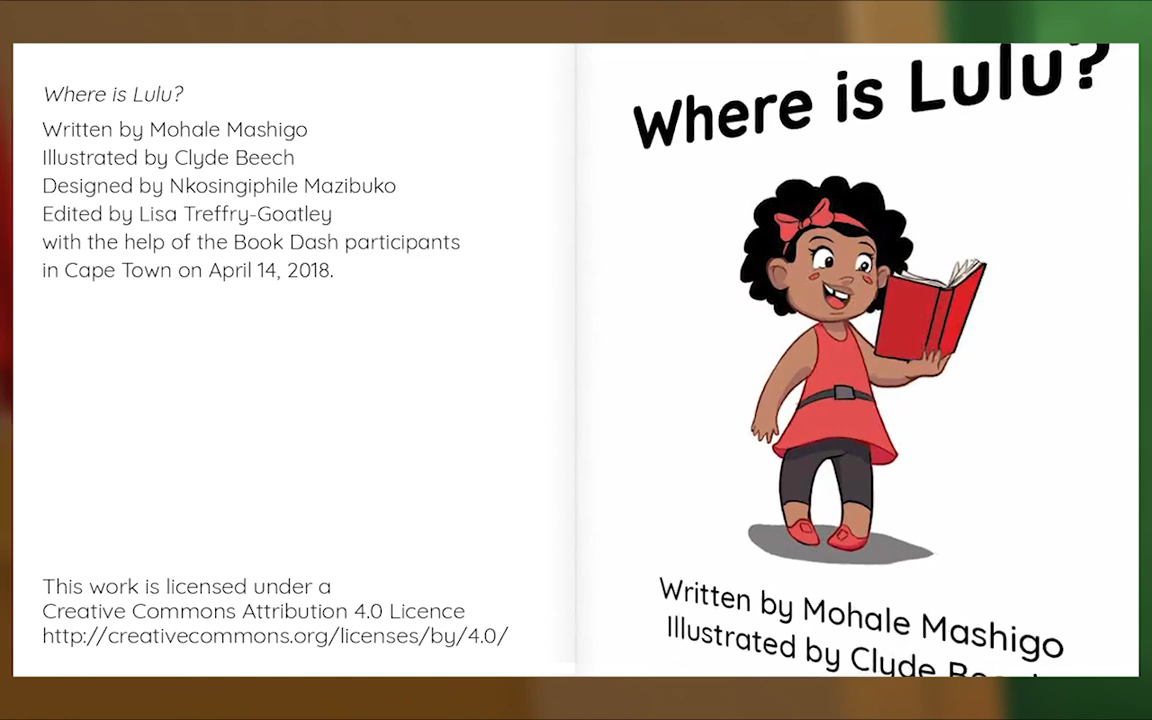 Where is Lulu?
Written by Mohale Mashigo
Illustrated by Clyde Beech
Designed by Nkosingiphile Mazibuko
Edited by Lisa Treffry-Goatley
with the help of the Book Dash participants
in Cape Town on April 14, 2018.
This work is licensed under a
Creative Commons Attribution 4.0 Licence
http://creativecommons.org/licenses/by/4.0/
Where is Lulu?
Written by Mohale Mashigo
Illustrated by Clyde